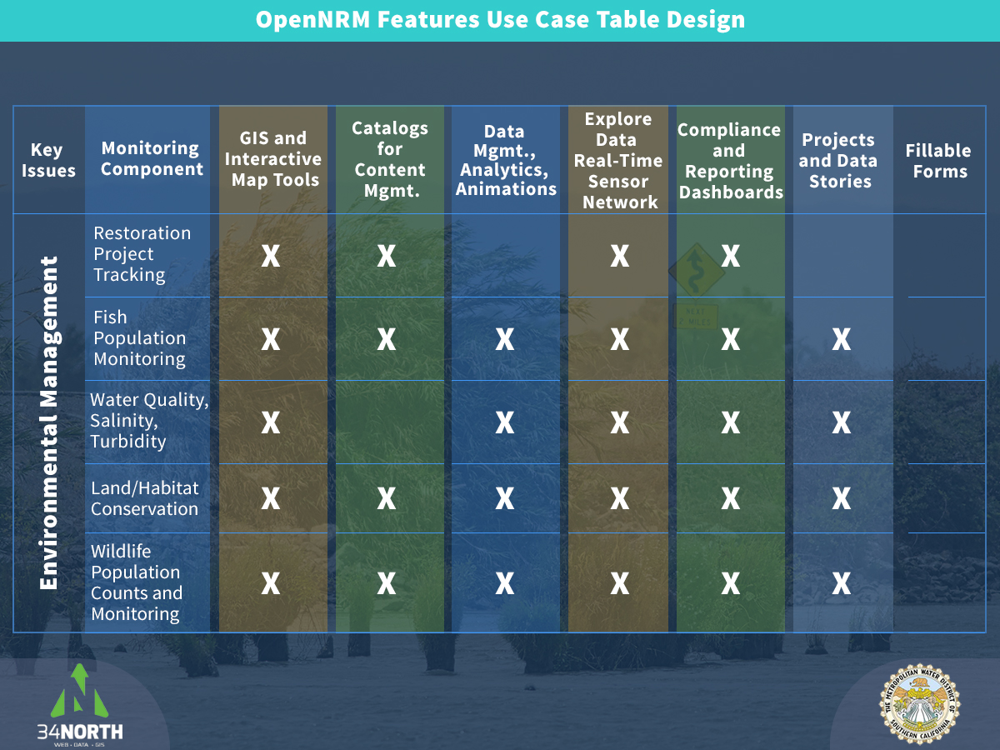 OpenNRM Features Use Case Table Design
Key
Issues
Monitoring
Component
GIS and
Interactive
Map Tools
Catalogs
for
Content
Mgmt.
Data
Mgmt.,
Analytics,
Animations
Explore
Data
Real-Time
Sensor
Network
Compliance
and
Reporting
Dashboards
Projects
and Data
Stories
Fillable
Forms
Environmental Management
Restoration
Project
Tracking
X X X X
Fish
Population
Monitoring
X X X X X X
Water Quality,
Salinity,
Turbidity
X X X X X
Land/Habitat
Conservation
X X X X X X
Wildlife
Population
Counts and
Monitoring
X X X X X X
NEXT
2 MILES
34NORTH
WEB • DATA • GIS
THE METROPOLITAN WATER DISTRICT OF
SOUTHERN CALIFORNIA